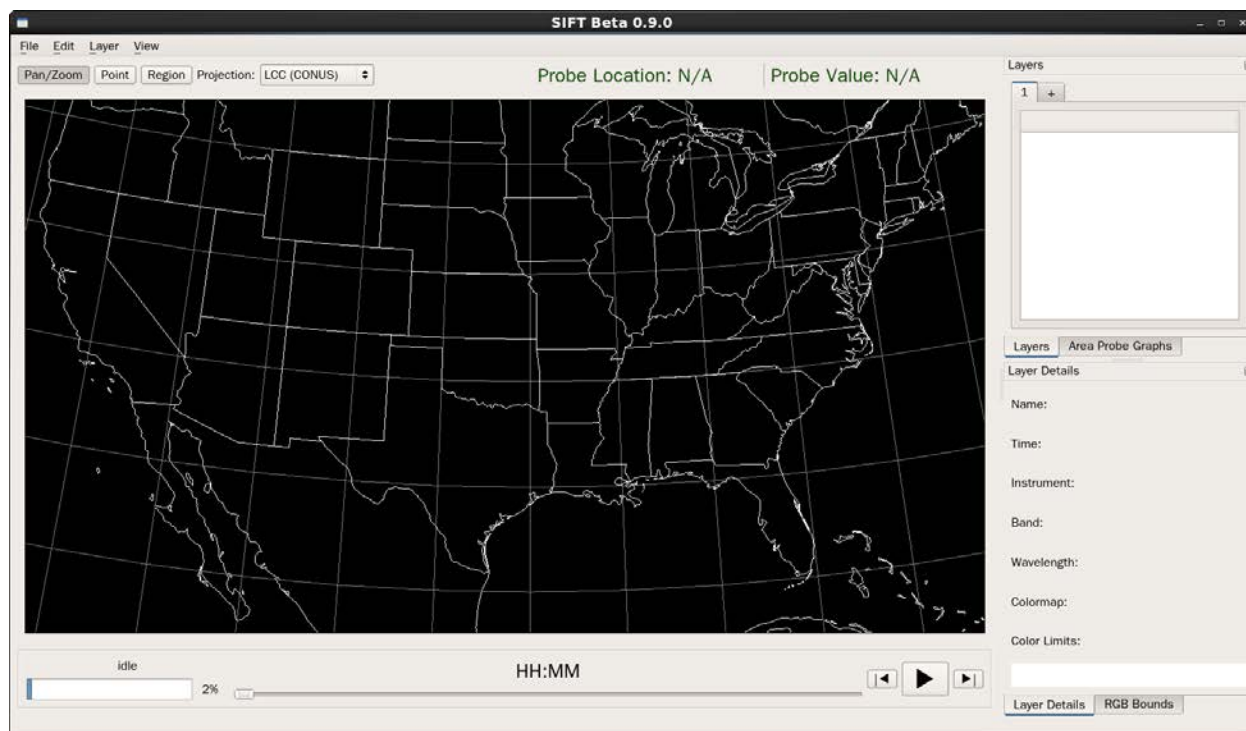 SIFT Beta 0.9.0
File Edit Layer View
Pan/Zoom Point Region Projection: LCC (CONUS)
Probe Location: N/A Probe Value: N/A
Layers
1 +
Layers Area Probe Graphs
Layer Details
Name:
Time:
Instrument:
Band:
Wavelength:
Colormap:
Color Limits:
Layer Details RGB Bounds
idle
2%
HH:MM